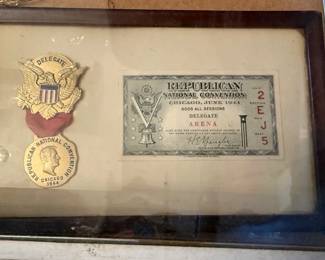 DELEGATE
REPUBLICAN NATIONAL CONVENTION
CHICAGO
1944
REPUBLICAN
NATIONAL CONVENTION
CHICAGO, JUNE 1944
GOOD ALL SESSIONS
DELEGATE
ARENA
2
E
J
5